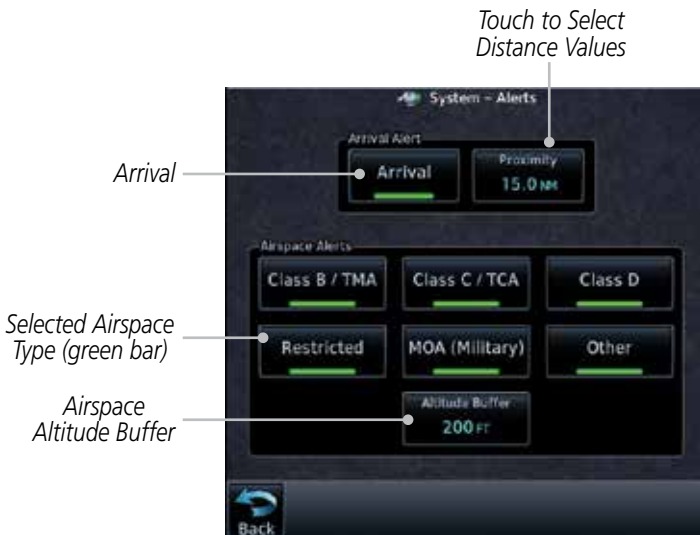 Touch to Select
Distance Values
System - Alerts
Arrival Alert
Arrival
Arrival
Proximity
15.0 NM
Airspace Alerts
Class B / TMA
Class C / TCA
Class D
Selected Airspace
Type (green bar)
Restricted
MOA (Military)
Other
Airspace
Altitude Buffer
Altitude Buffer
200 FT
Back